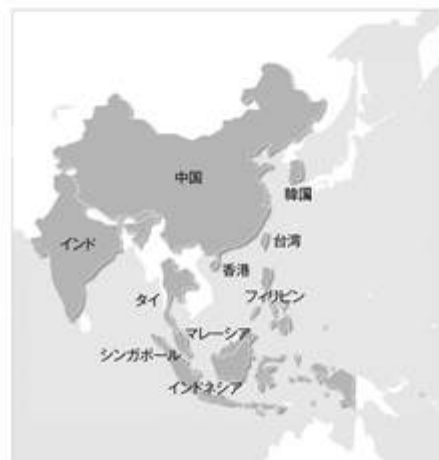 中国
韓国
インド
台湾
香港
タイ
フィリピン
マレーシア
シンガポール
インドネシア